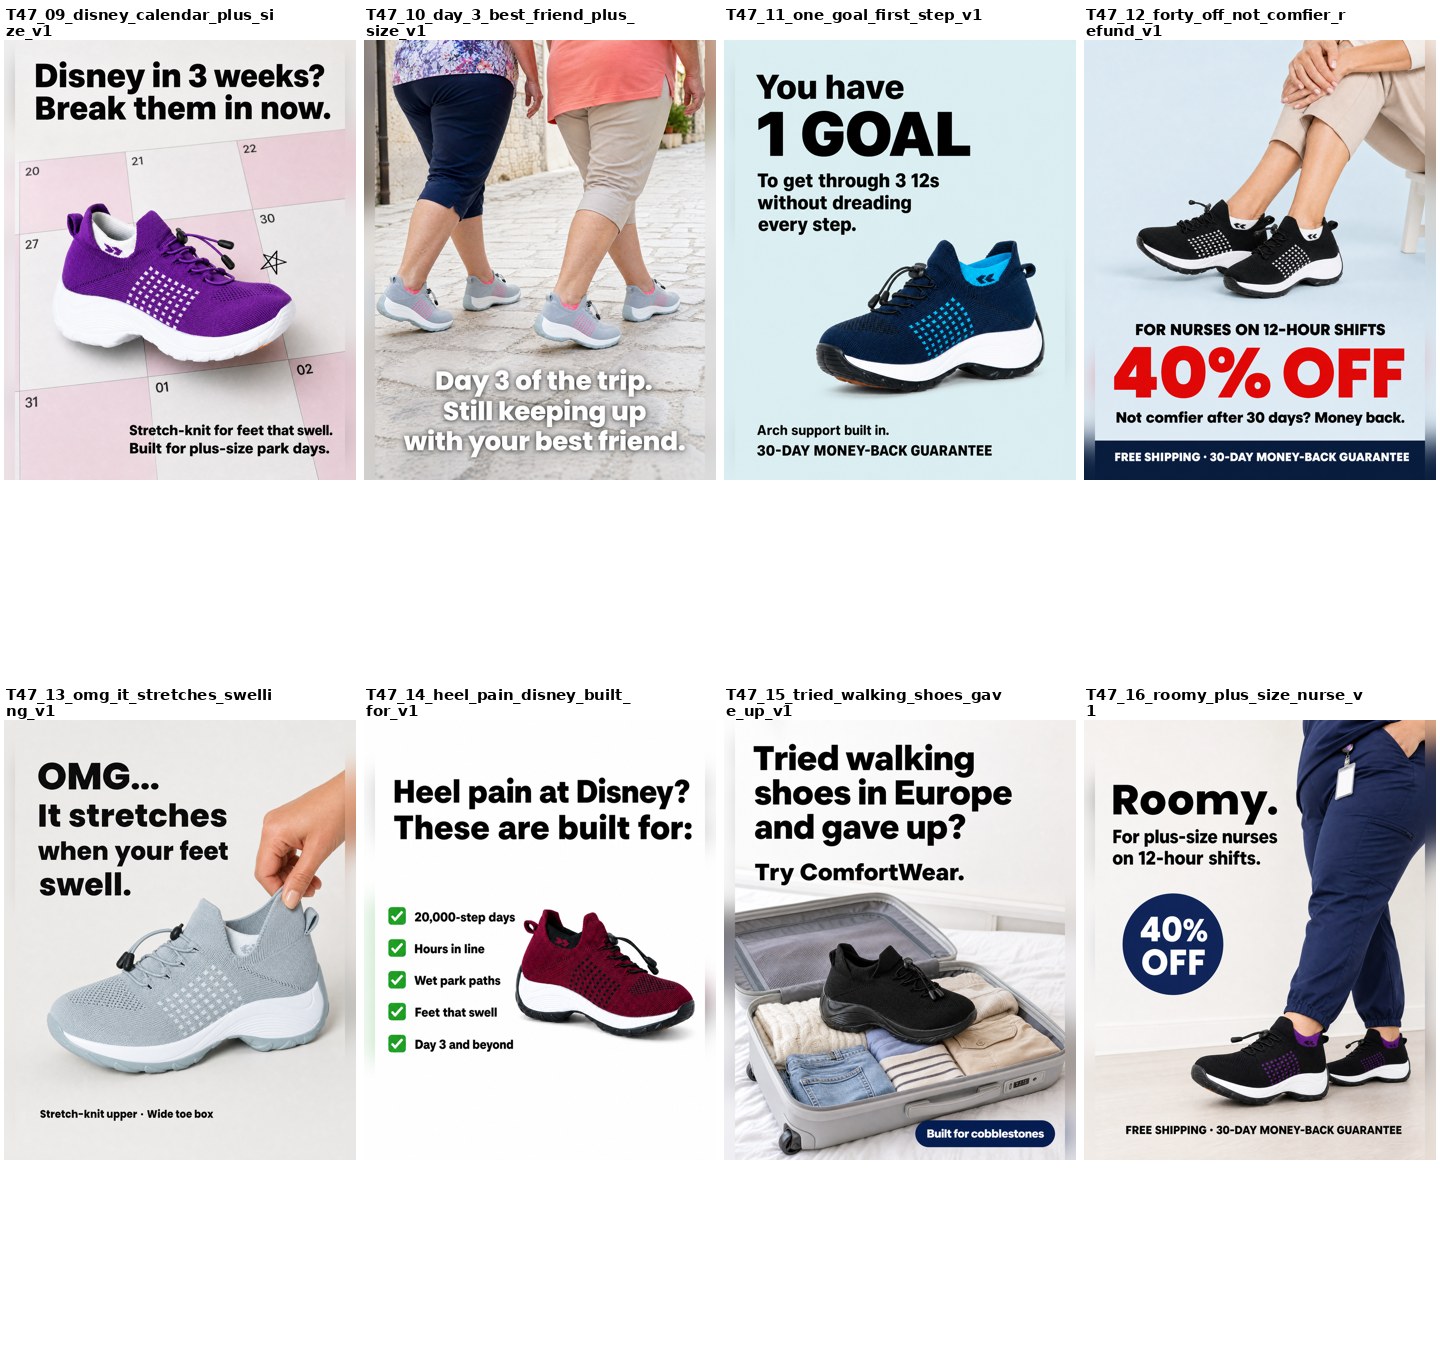 T47_09_disney_calendar_plus_si
ze_v1
Disney in 3 weeks?
Break them in now.
20
21
22
27
30
31
01
02
Stretch-knit for feet that swell.
Built for plus-size park days.
T47_10_day_3_best_friend_plus_
size_v1
Day 3 of the trip.
Still keeping up
with your best friend.
T47_11_one_goal_first_step_v1
You have
1 GOAL
To get through 3 12s
without dreading
every step.
Arch support built in.
30-DAY MONEY-BACK GUARANTEE
T47_12_forty_off_not_comfier_r
efund_v1
FOR NURSES ON 12-HOUR SHIFTS
40% OFF
Not comfier after 30 days? Money back.
FREE SHIPPING · 30-DAY MONEY-BACK GUARANTEE
T47_13_omg_it_stretches_swelli
ng_v1
OMG...
It stretches
when your feet
swell.
Stretch-knit upper · Wide toe box
T47_14_heel_pain_disney_built_
for_v1
Heel pain at Disney?
These are built for:
20,000-step days
Hours in line
Wet park paths
Feet that swell
Day 3 and beyond
T47_15_tried_walking_shoes_gav
e_up_v1
Tried walking
shoes in Europe
and gave up?
Try ComfortWear.
Built for cobblestones
T47_16_roomy_plus_size_nurse_v
1
Roomy.
For plus-size nurses
on 12-hour shifts.
40%
OFF
FREE SHIPPING · 30-DAY MONEY-BACK GUARANTEE